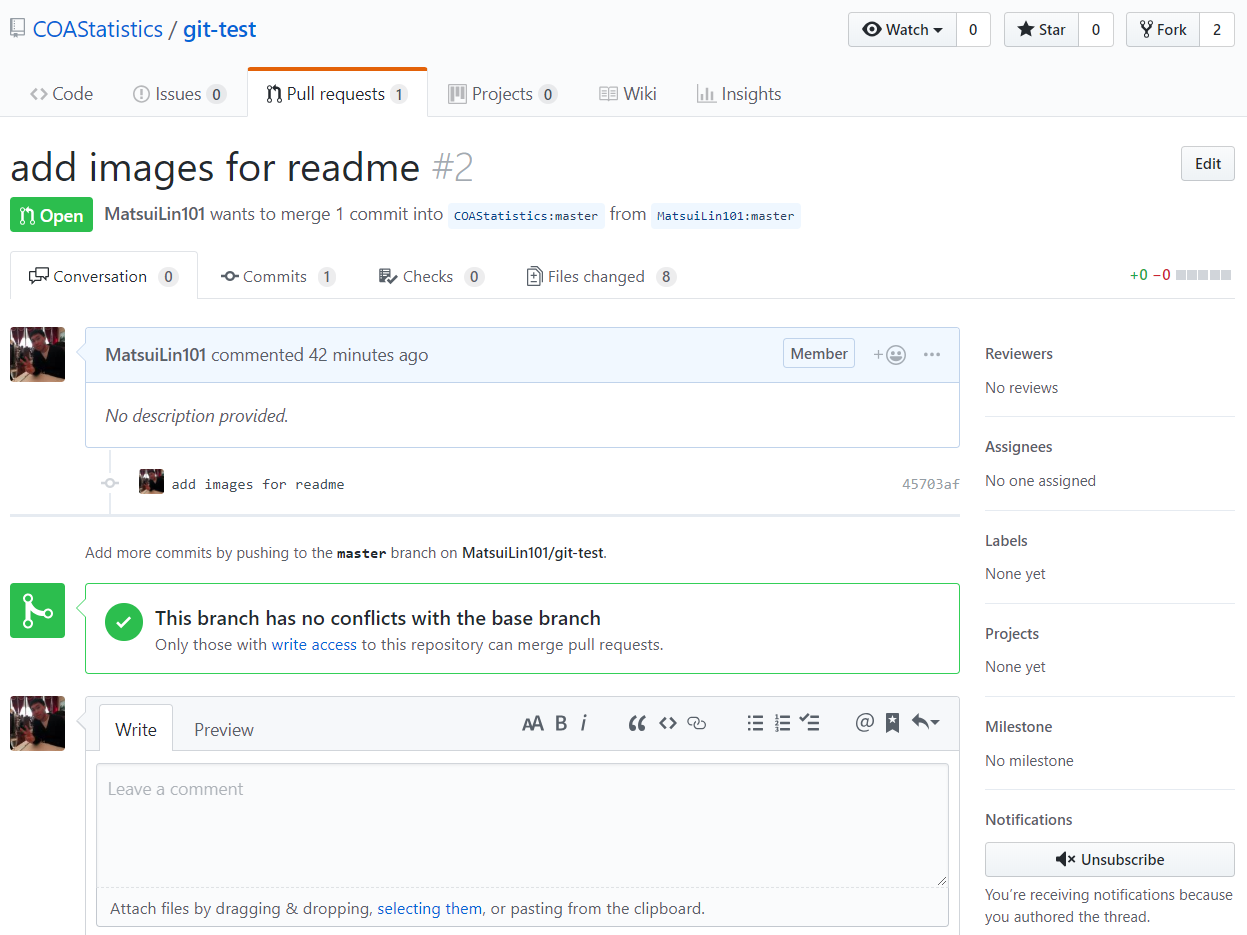 COAStatistics / git-test
Watch 0 Star 0 Fork 2
Code Issues 0 Pull requests 1 Projects 0 Wiki Insights
add images for readme #2
Edit
Open MatsuiLin101 wants to merge 1 commit into COAStatistics:master from MatsuiLin101:master
Conversation 0 Commits 1 Checks 0 Files changed 8
+0 −0
MatsuiLin101 commented 42 minutes ago
Member
No description provided.
add images for readme 45703af
Add more commits by pushing to the master branch on MatsuiLin101/git-test.
This branch has no conflicts with the base branch
Only those with write access to this repository can merge pull requests.
Write Preview
Leave a comment
Attach files by dragging & dropping, selecting them, or pasting from the clipboard.
Reviewers
No reviews
Assignees
No one assigned
Labels
None yet
Projects
None yet
Milestone
No milestone
Notifications
Unsubscribe
You’re receiving notifications because
you authored the thread.